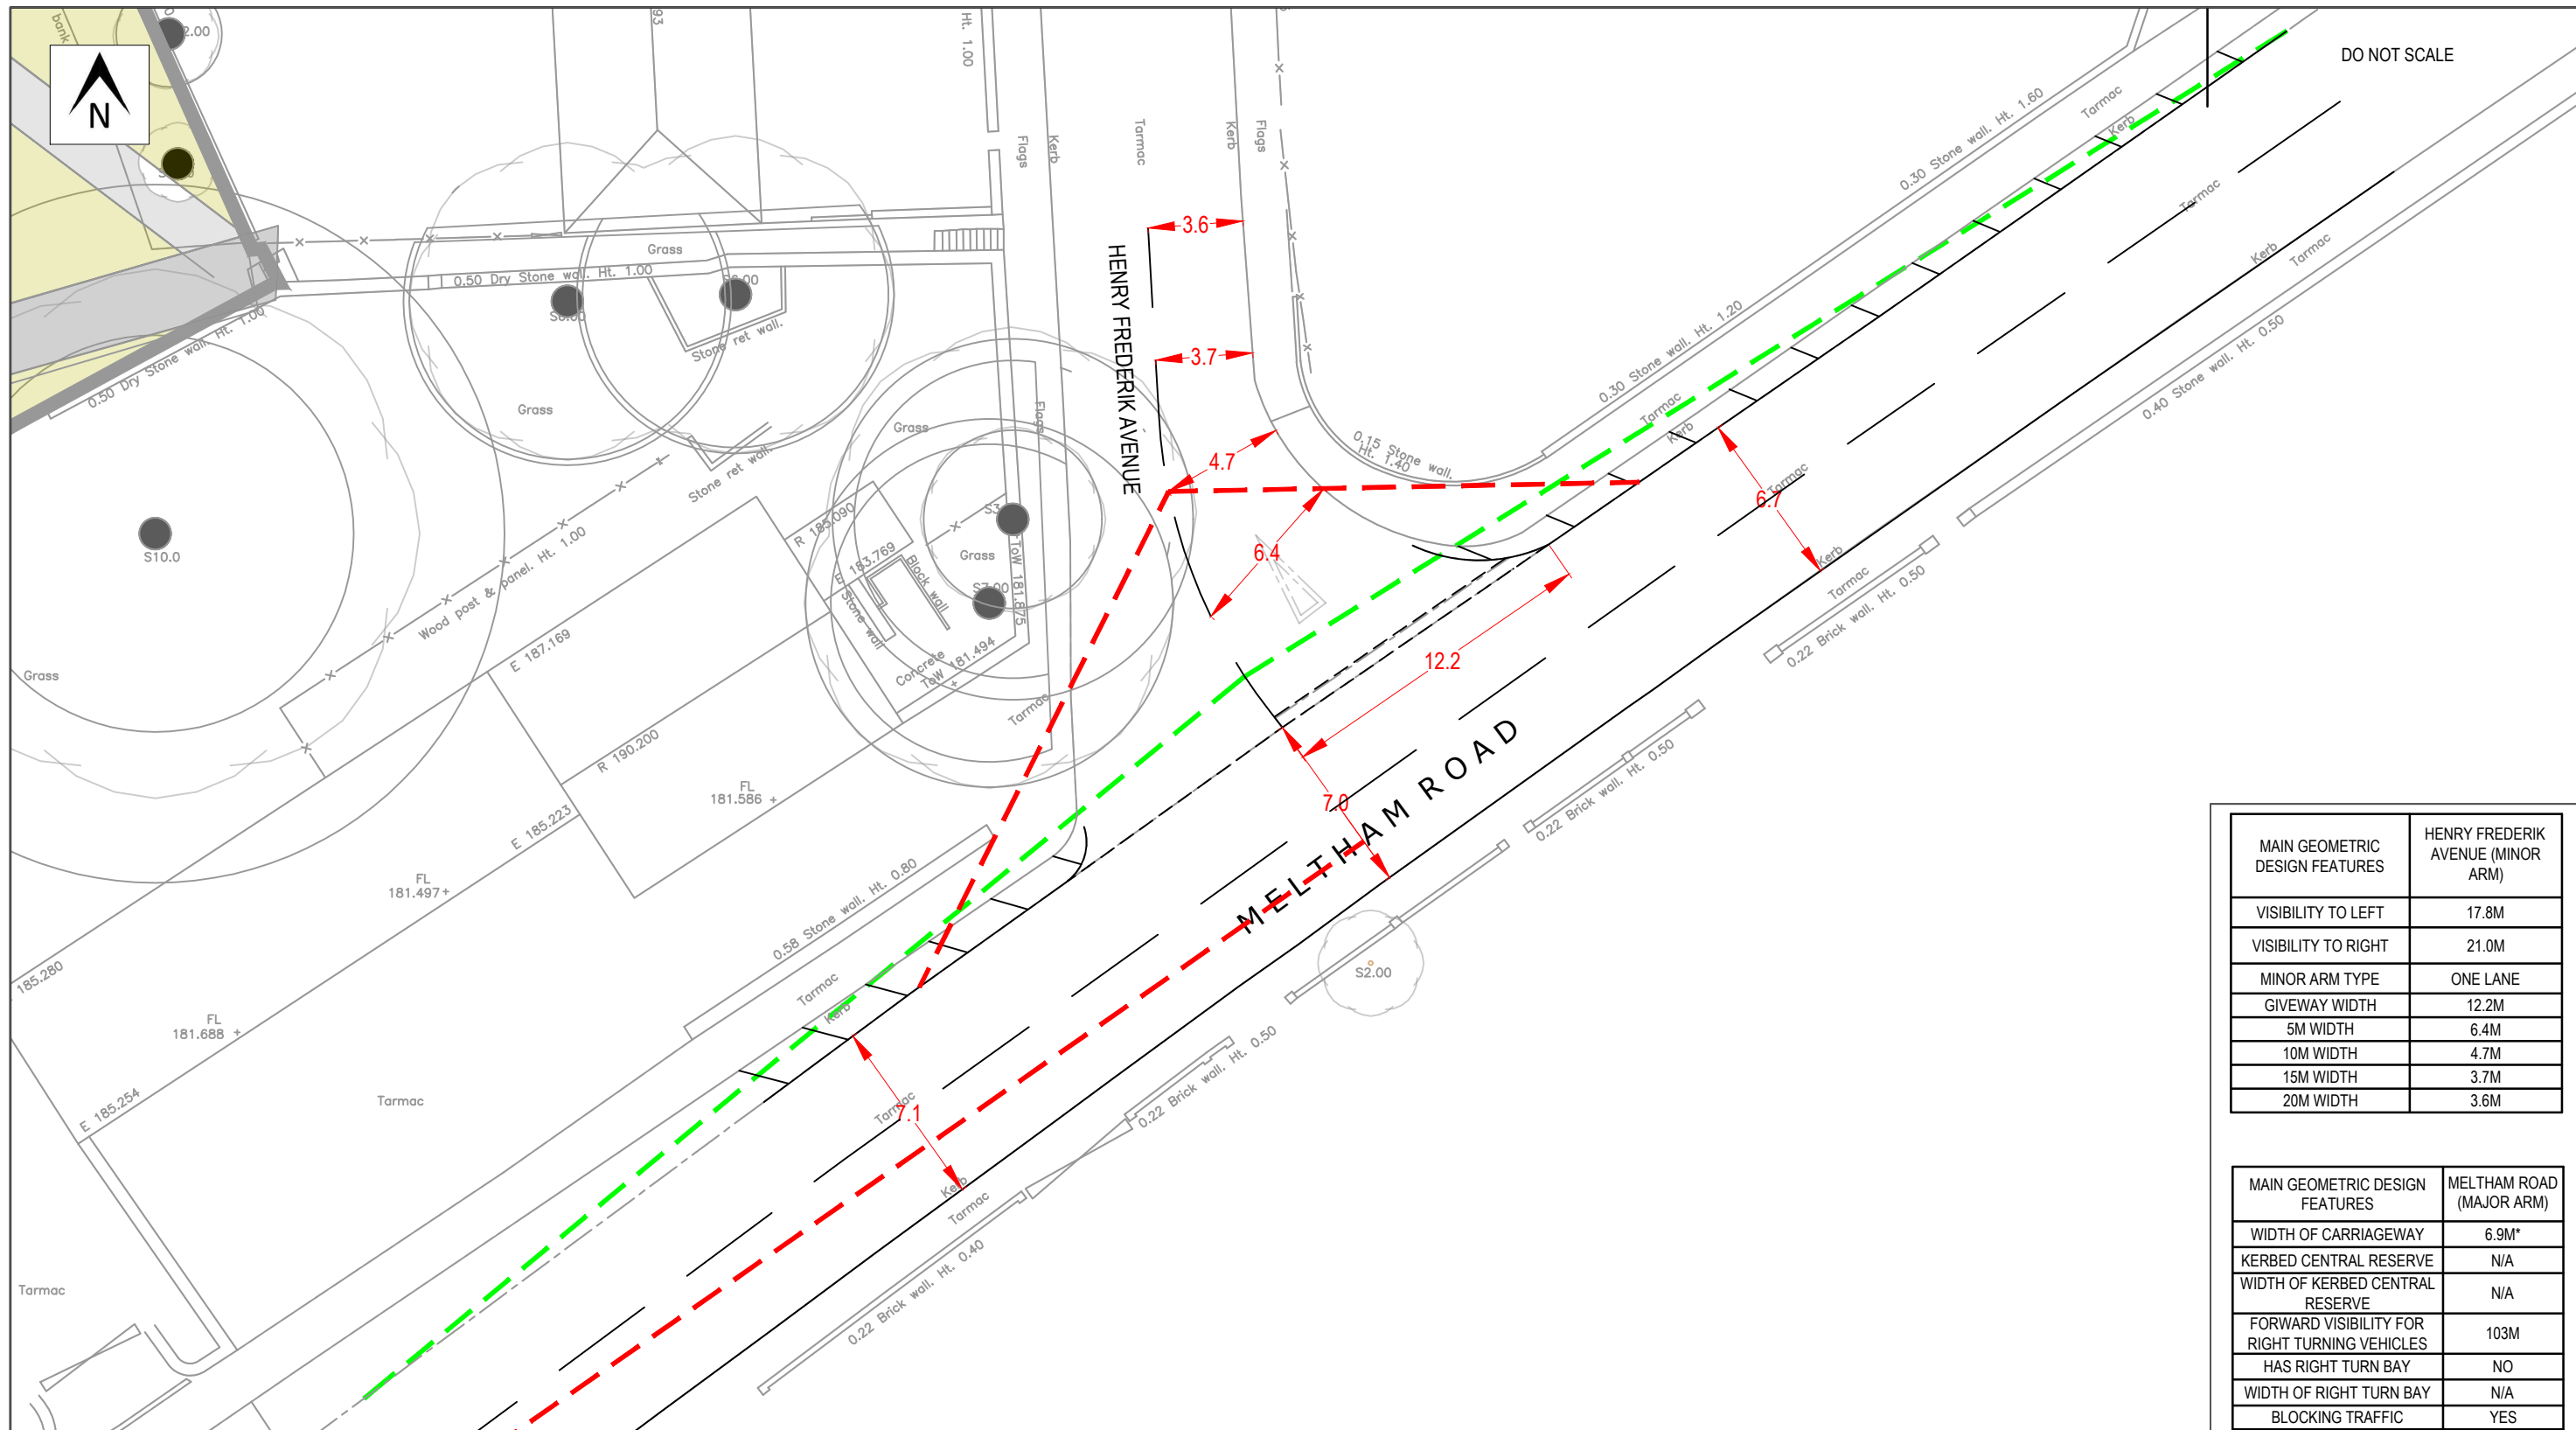 bank
2.00
93
Ht. 1.00
DO NOT SCALE
N
Flags
Kerb
Tarmac
Kerb
Flags
Tarmac
Kerb
0.30 Stone wall. Ht. 1.60
Tarmac
Kerb
Tarmac
3.6
Grass
0.50 Dry Stone wall. Ht. 1.00
S6.00
HENRY FREDERIK AVENUE
0.50 Dry Stone wall. Ht. 1.00
Stone ret wall.
3.7
0.30 Stone wall. Ht. 1.20
0.40 Stone wall. Ht. 0.50
Grass
Grass
Flags
Tarmac
Kerb
0.15 Stone wall.
Ht. 1.40
4.7
Stone ret wall.
Tarmac
6.7
S10.0
Wood post & panel. Ht. 1.00
R 185.090
E 183.769
Block wall
Stone wall
Grass
ToW 181.875
6.4
Kerb
Tarmac
0.22 Brick wall. Ht. 0.50
Grass
E 187.169
Concrete
ToW 181.494
Tarmac
12.2
R 190.200
FL
181.586 +
7.0
MELTHAM ROAD
0.22 Brick wall. Ht. 0.50
E 185.223
0.58 Stone wall. Ht. 0.80
FL
181.497+
185.280
Tarmac
Kerb
S2.00
FL
181.688 +
E 185.254
Tarmac
Tarmac
7.1
0.22 Brick wall. Ht. 0.50
Kerb
Tarmac
0.22 Brick wall. Ht. 0.40
Tarmac
MAIN GEOMETRIC
DESIGN FEATURES
HENRY FREDERIK
AVENUE (MINOR
ARM)
VISIBILITY TO LEFT 17.8M
VISIBILITY TO RIGHT 21.0M
MINOR ARM TYPE ONE LANE
GIVEWAY WIDTH 12.2M
5M WIDTH 6.4M
10M WIDTH 4.7M
15M WIDTH 3.7M
20M WIDTH 3.6M
MAIN GEOMETRIC DESIGN
FEATURES
MELTHAM ROAD
(MAJOR ARM)
WIDTH OF CARRIAGEWAY 6.9M*
KERBED CENTRAL RESERVE N/A
WIDTH OF KERBED CENTRAL
RESERVE N/A
FORWARD VISIBILITY FOR
RIGHT TURNING VEHICLES 103M
HAS RIGHT TURN BAY NO
WIDTH OF RIGHT TURN BAY N/A
BLOCKING TRAFFIC YES